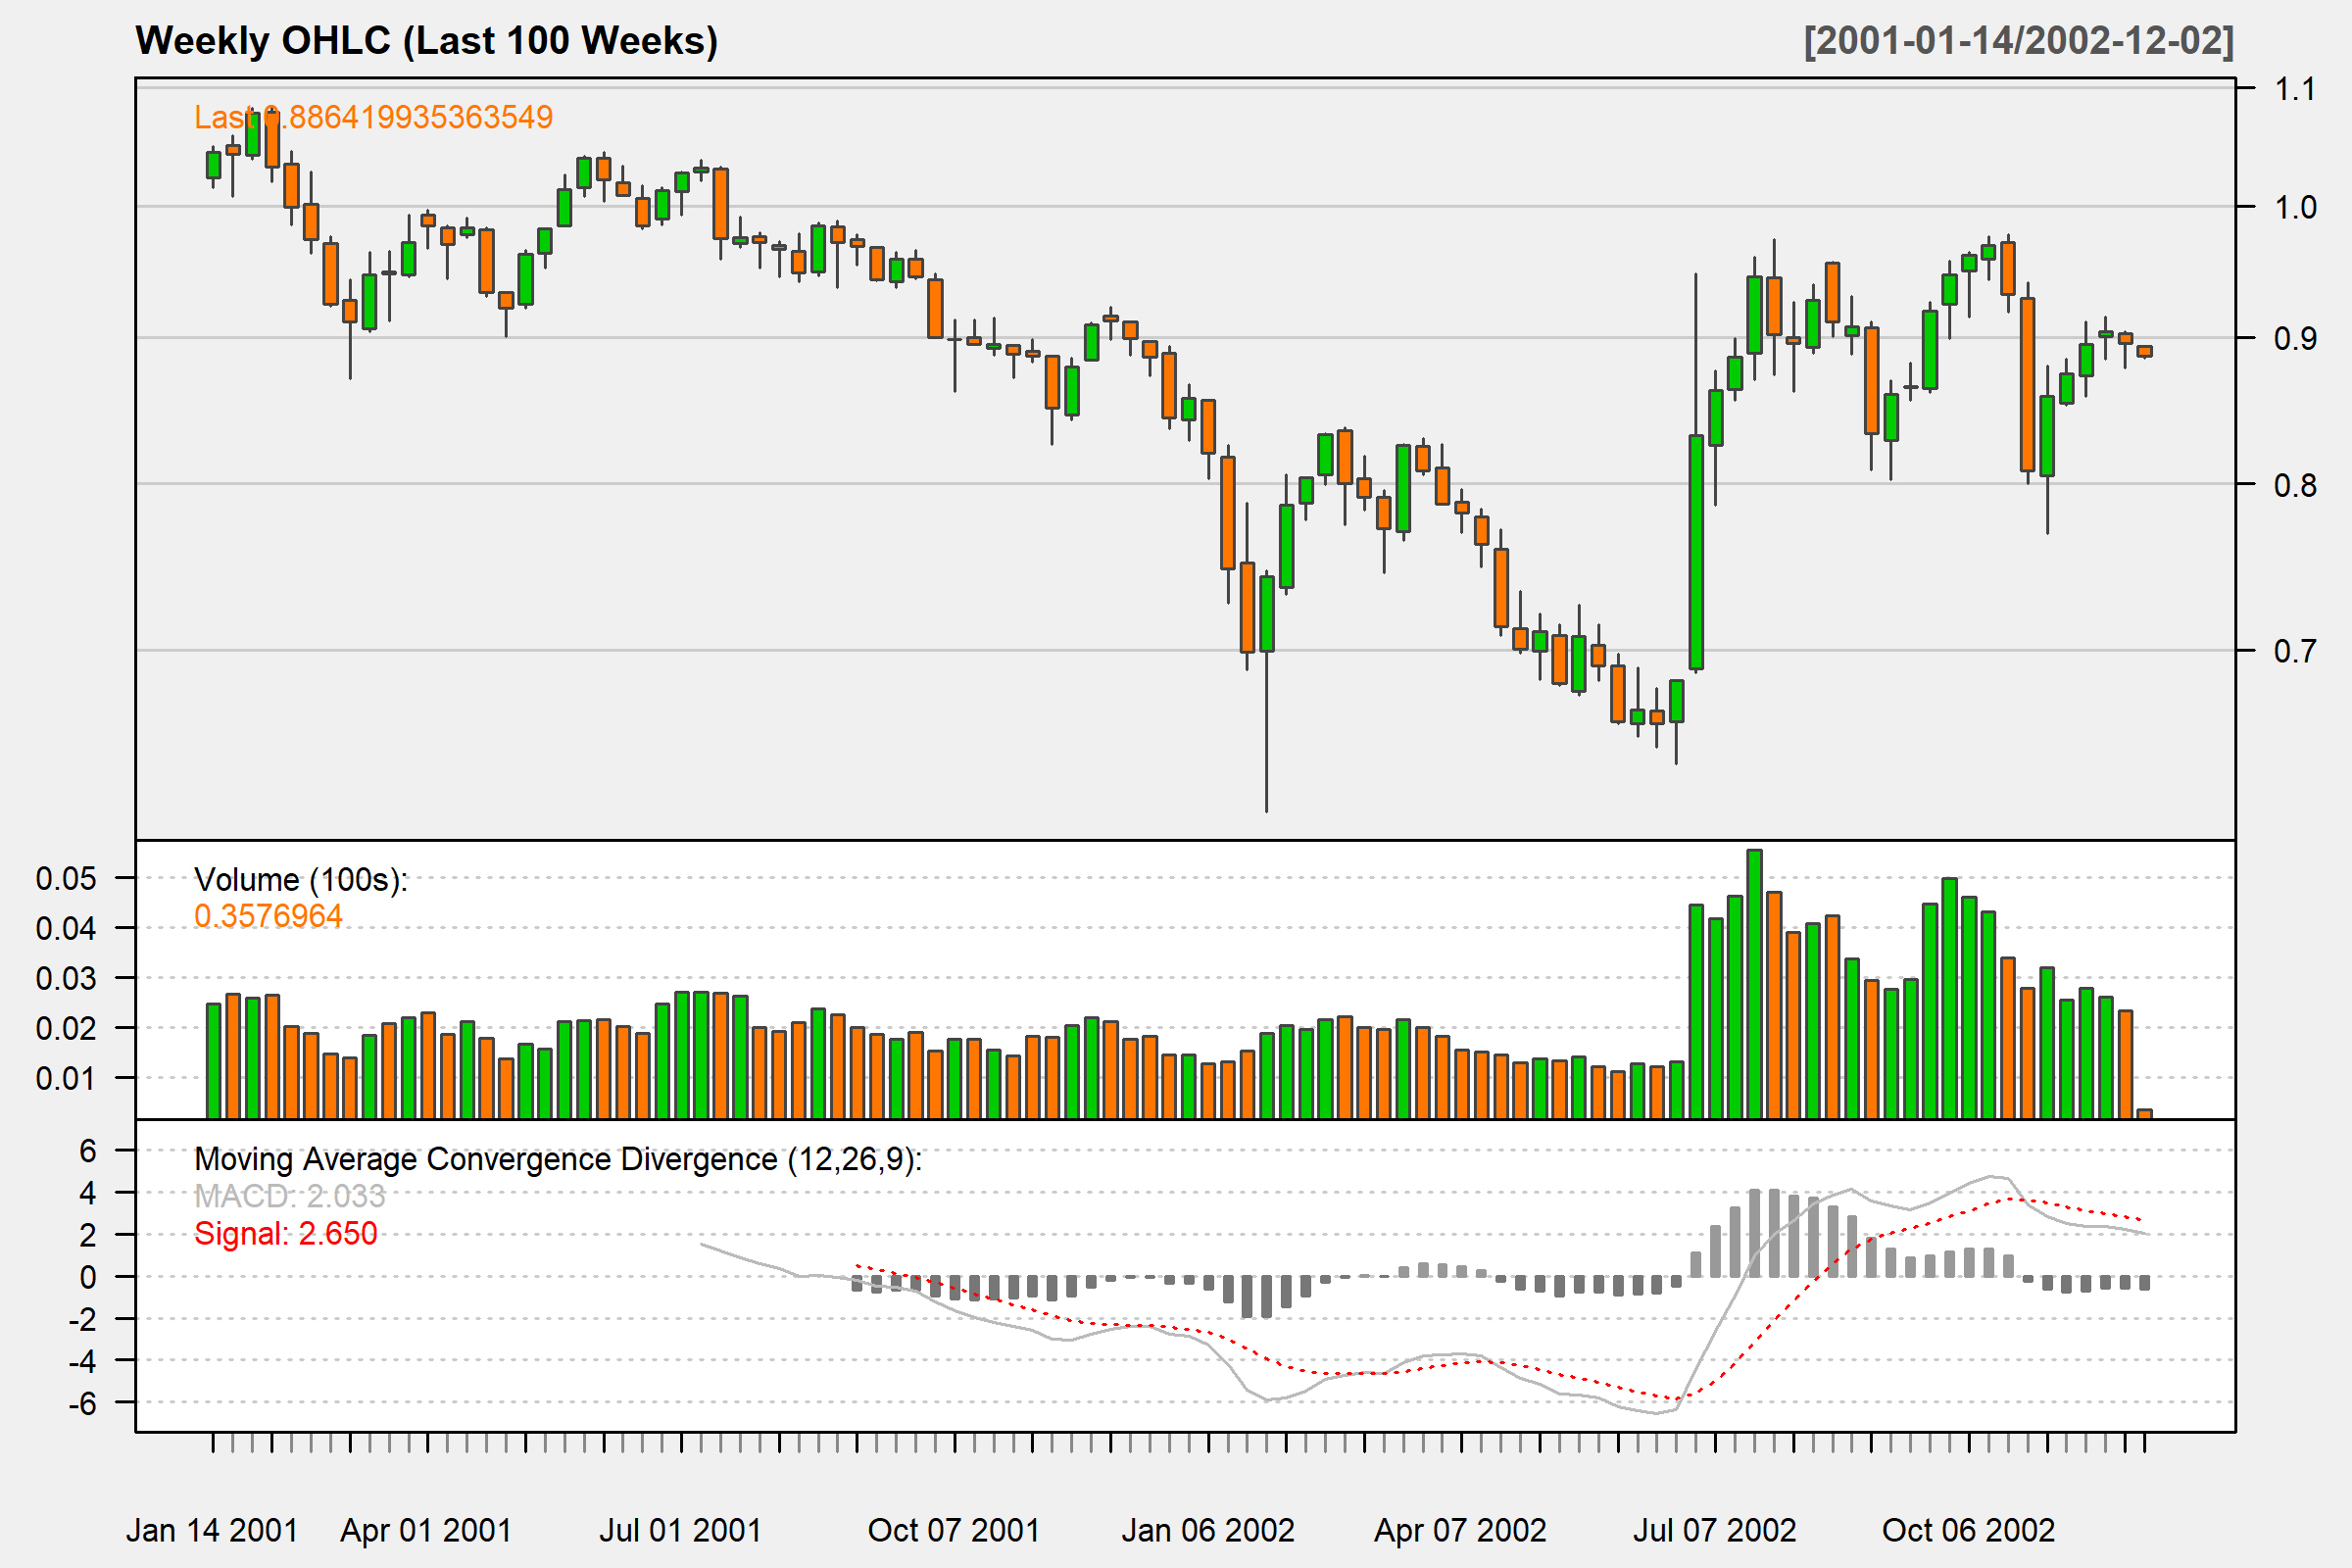 Weekly OHLC (Last 100 Weeks)
[2001-01-14/2002-12-02]
Last 0.886419935363549
1.1
1.0
0.9
0.8
0.7
Volume (100s):
0.3576964
0.05
0.04
0.03
0.02
0.01
Moving Average Convergence Divergence (12,26,9):
MACD: 2.033
Signal: 2.650
6
4
2
0
-2
-4
-6
Jan 14 2001
Apr 01 2001
Jul 01 2001
Oct 07 2001
Jan 06 2002
Apr 07 2002
Jul 07 2002
Oct 06 2002